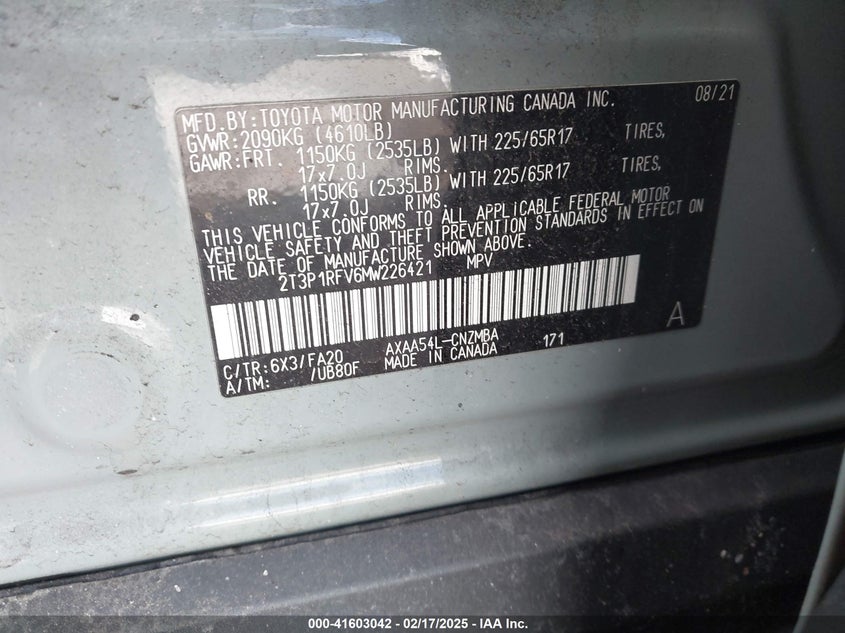 MFD.BY:TOYOTA MOTOR MANUFACTURING CANADA INC. 08/21
GVWR:2090KG (4610LB)
GAWR:FRT. 1150KG (2535LB) WITH 225/65R17 TIRES,
17x7.0J RIMS.
RR. 1150KG (2535LB) WITH 225/65R17 TIRES,
17x7.0J RIMS.
THIS VEHICLE CONFORMS TO ALL APPLICABLE FEDERAL MOTOR
VEHICLE SAFETY AND THEFT PREVENTION STANDARDS IN EFFECT ON
THE DATE OF MANUFACTURE SHOWN ABOVE.
2T3P1RFV6MW226421 MPV
A
C/TR:6X3/FA20 AXAA54L-CNZMBA 171
A/TM: /UB80F MADE IN CANADA
000-41603042 - 02/17/2025 - IAA Inc.